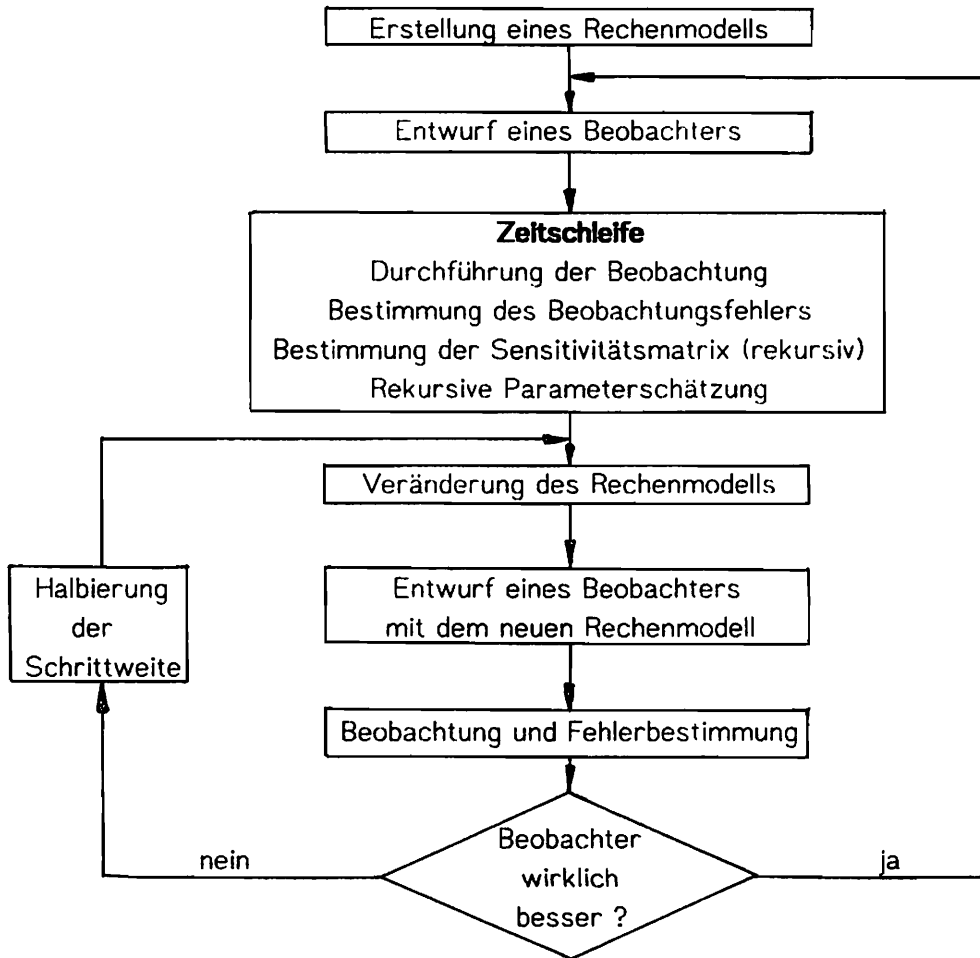 Erstellung eines Rechenmodells
Entwurf eines Beobachters
Zeitschleife
Durchführung der Beobachtung
Bestimmung des Beobachtungsfehlers
Bestimmung der Sensitivitätsmatrix (rekursiv)
Rekursive Parameterschätzung
Veränderung des Rechenmodells
Halbierung
der
Schrittweite
Entwurf eines Beobachters
mit dem neuen Rechenmodell
Beobachtung und Fehlerbestimmung
Beobachter
wirklich
besser ?
nein
ja